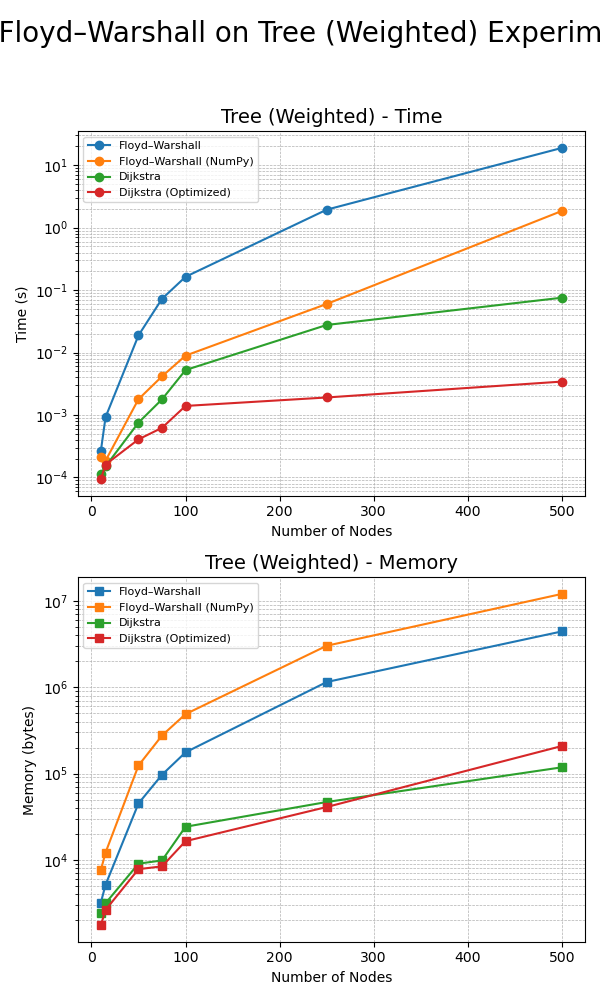 Floyd–Warshall on Tree (Weighted) Experim
Tree (Weighted) - Time
Floyd–Warshall
Floyd–Warshall (NumPy)
Dijkstra
Dijkstra (Optimized)
10¹
10⁰
10⁻¹
10⁻²
10⁻³
10⁻⁴
Time (s)
0 100 200 300 400 500
Number of Nodes
Tree (Weighted) - Memory
Floyd–Warshall
Floyd–Warshall (NumPy)
Dijkstra
Dijkstra (Optimized)
10⁷
10⁶
10⁵
10⁴
Memory (bytes)
0 100 200 300 400 500
Number of Nodes